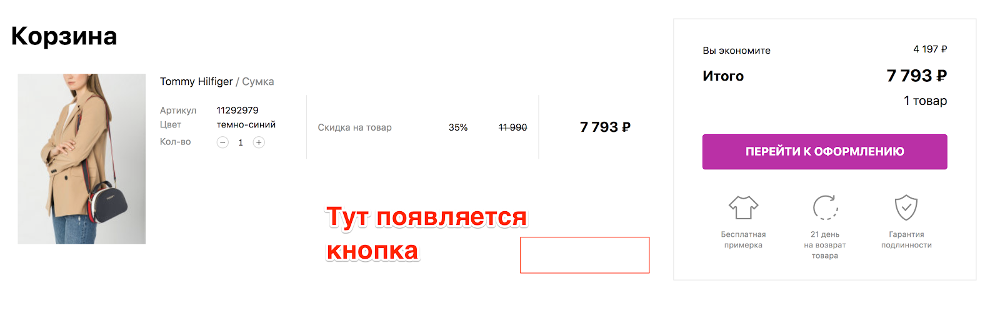 Корзина
Tommy Hilfiger / Сумка
Артикул 11292979
Цвет темно-синий
Кол-во − 1 +
Скидка на товар 35% 11 990 7 793 ₽
Тут появляется
кнопка
Вы экономите 4 197 ₽
Итого 7 793 ₽
1 товар
ПЕРЕЙТИ К ОФОРМЛЕНИЮ
Бесплатная
примерка
21 день
на возврат
товара
Гарантия
подлинности